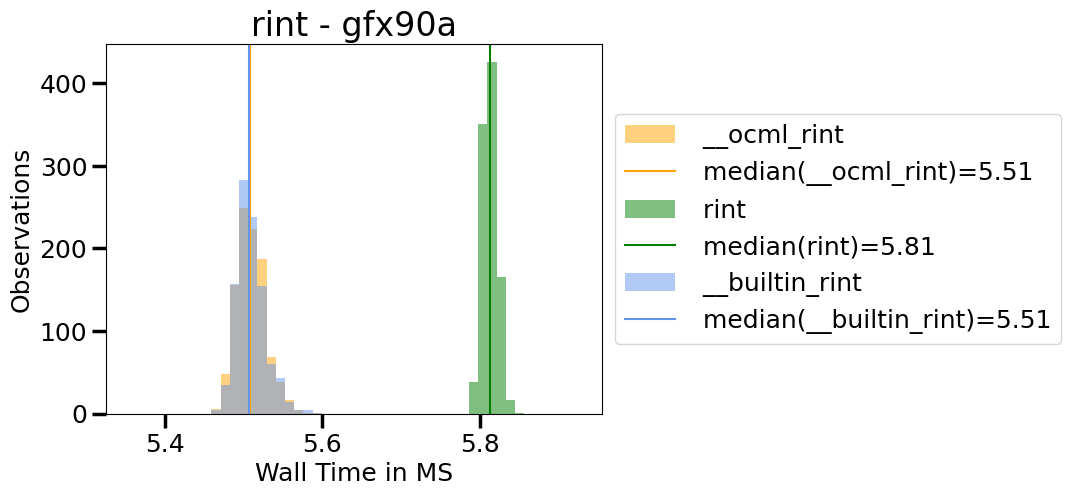 rint - gfx90a
400
300
200
100
0
Observations
5.4
5.6
5.8
Wall Time in MS
__ocml_rint
median(__ocml_rint)=5.51
rint
median(rint)=5.81
__builtin_rint
median(__builtin_rint)=5.51